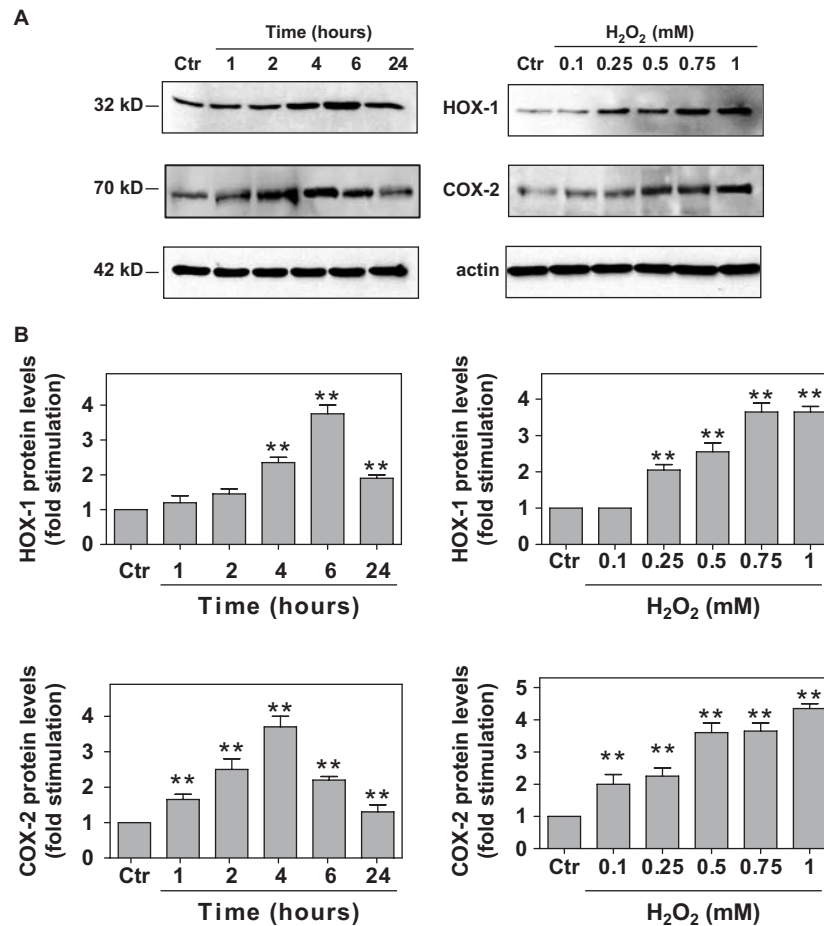 A
Time (hours)
Ctr 1 2 4 6 24
32 kD
70 kD
42 kD
H₂O₂ (mM)
Ctr 0.1 0.25 0.5 0.75 1
HOX-1
COX-2
actin
B
HOX-1 protein levels
(fold stimulation)
4
3
2
1
0
** ** **
Ctr 1 2 4 6 24
Time (hours)
HOX-1 protein levels
(fold stimulation)
4
3
2
1
0
** ** ** **
Ctr 0.1 0.25 0.5 0.75 1
H₂O₂ (mM)
COX-2 protein levels
(fold stimulation)
4
3
2
1
0
** ** ** ** **
Ctr 1 2 4 6 24
Time (hours)
COX-2 protein levels
(fold stimulation)
5
4
3
2
1
0
** ** ** ** **
Ctr 0.1 0.25 0.5 0.75 1
H₂O₂ (mM)